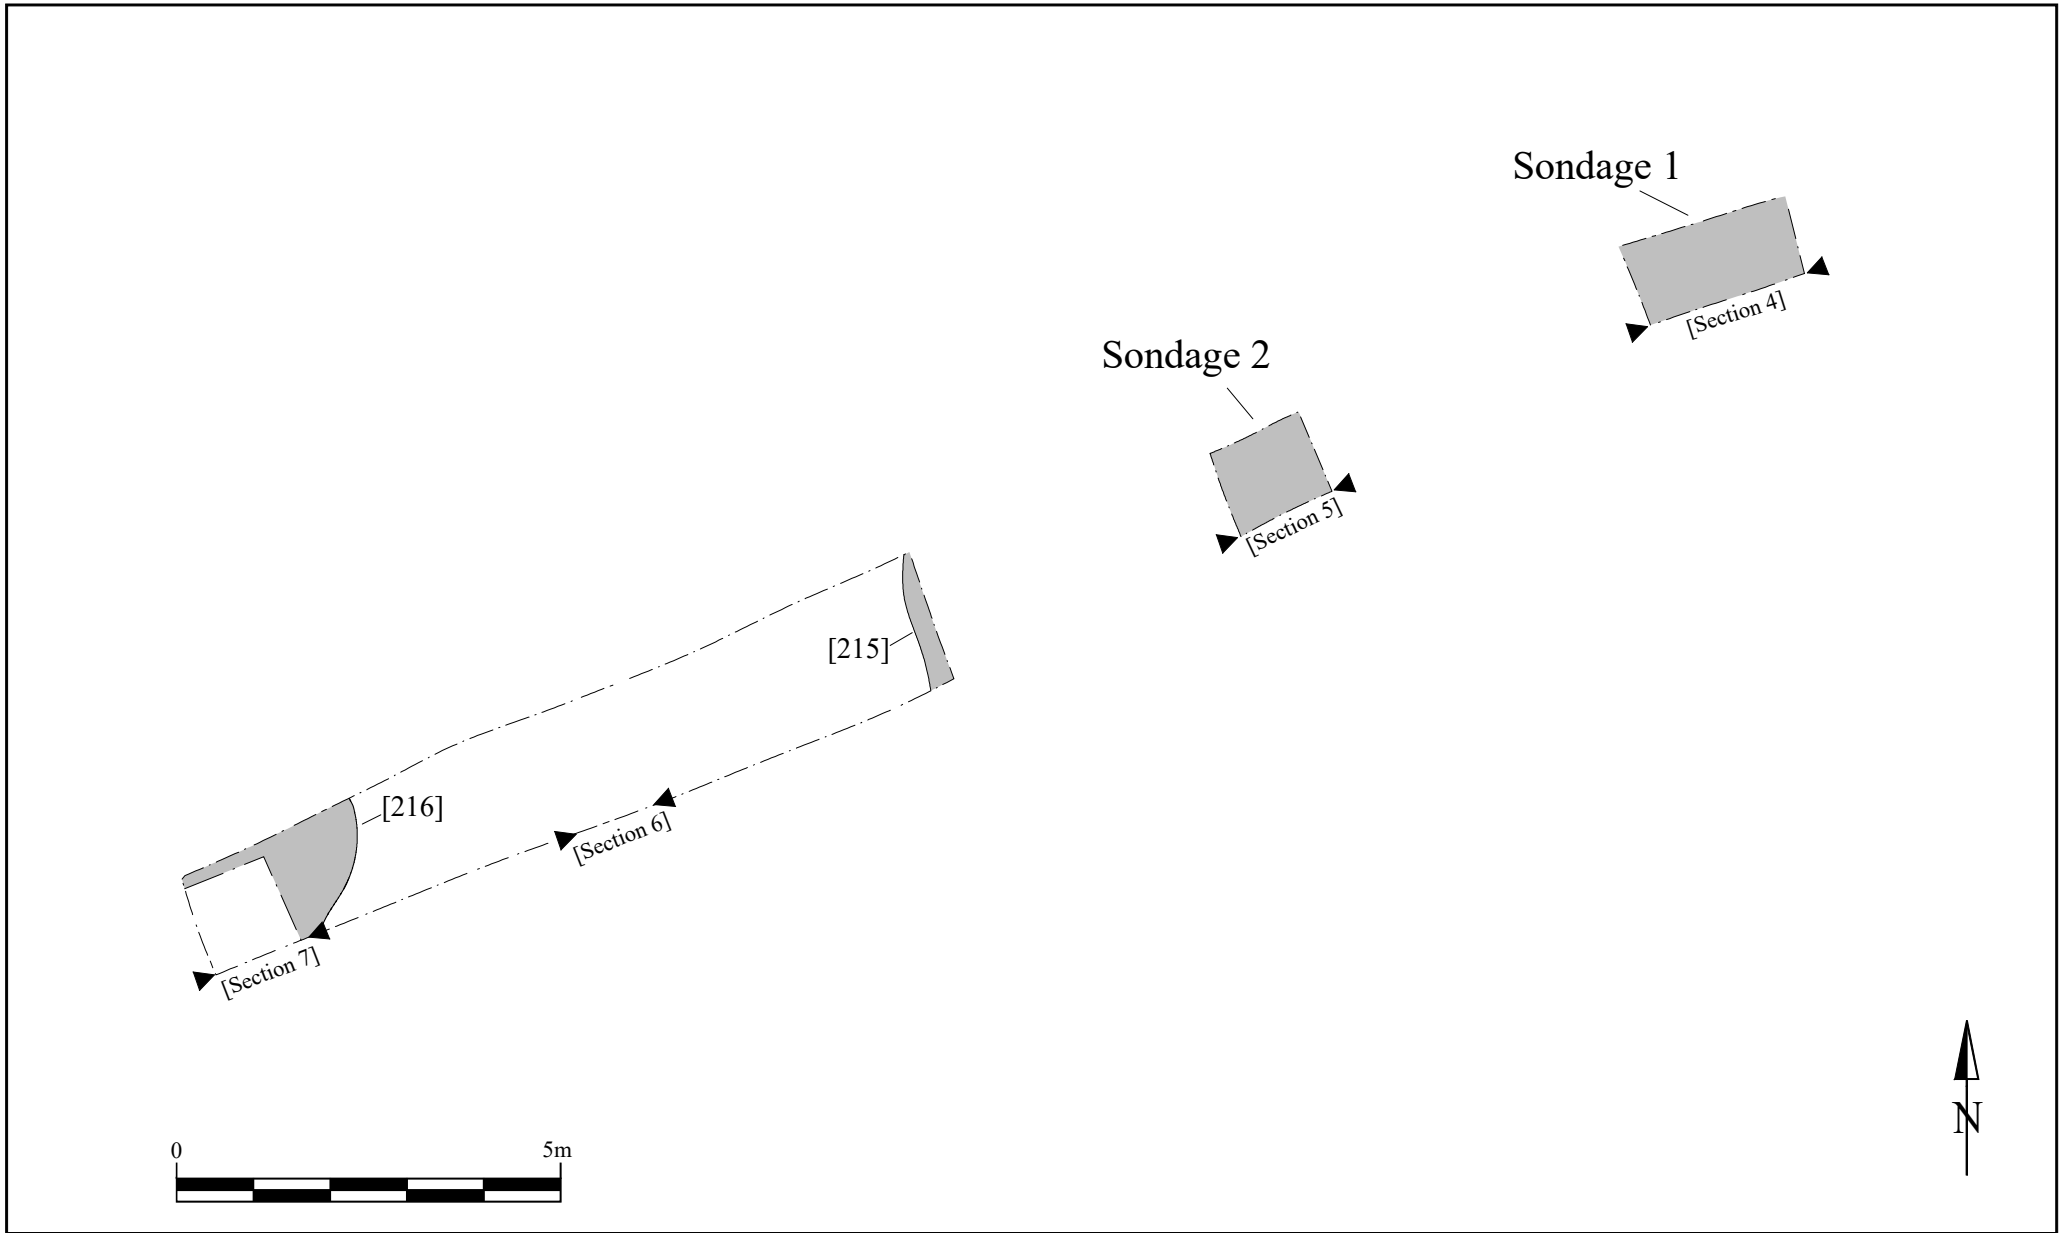 Sondage 1
[Section 4]
Sondage 2
[Section 5]
[215]
[216]
[Section 6]
[Section 7]
N
0 5m